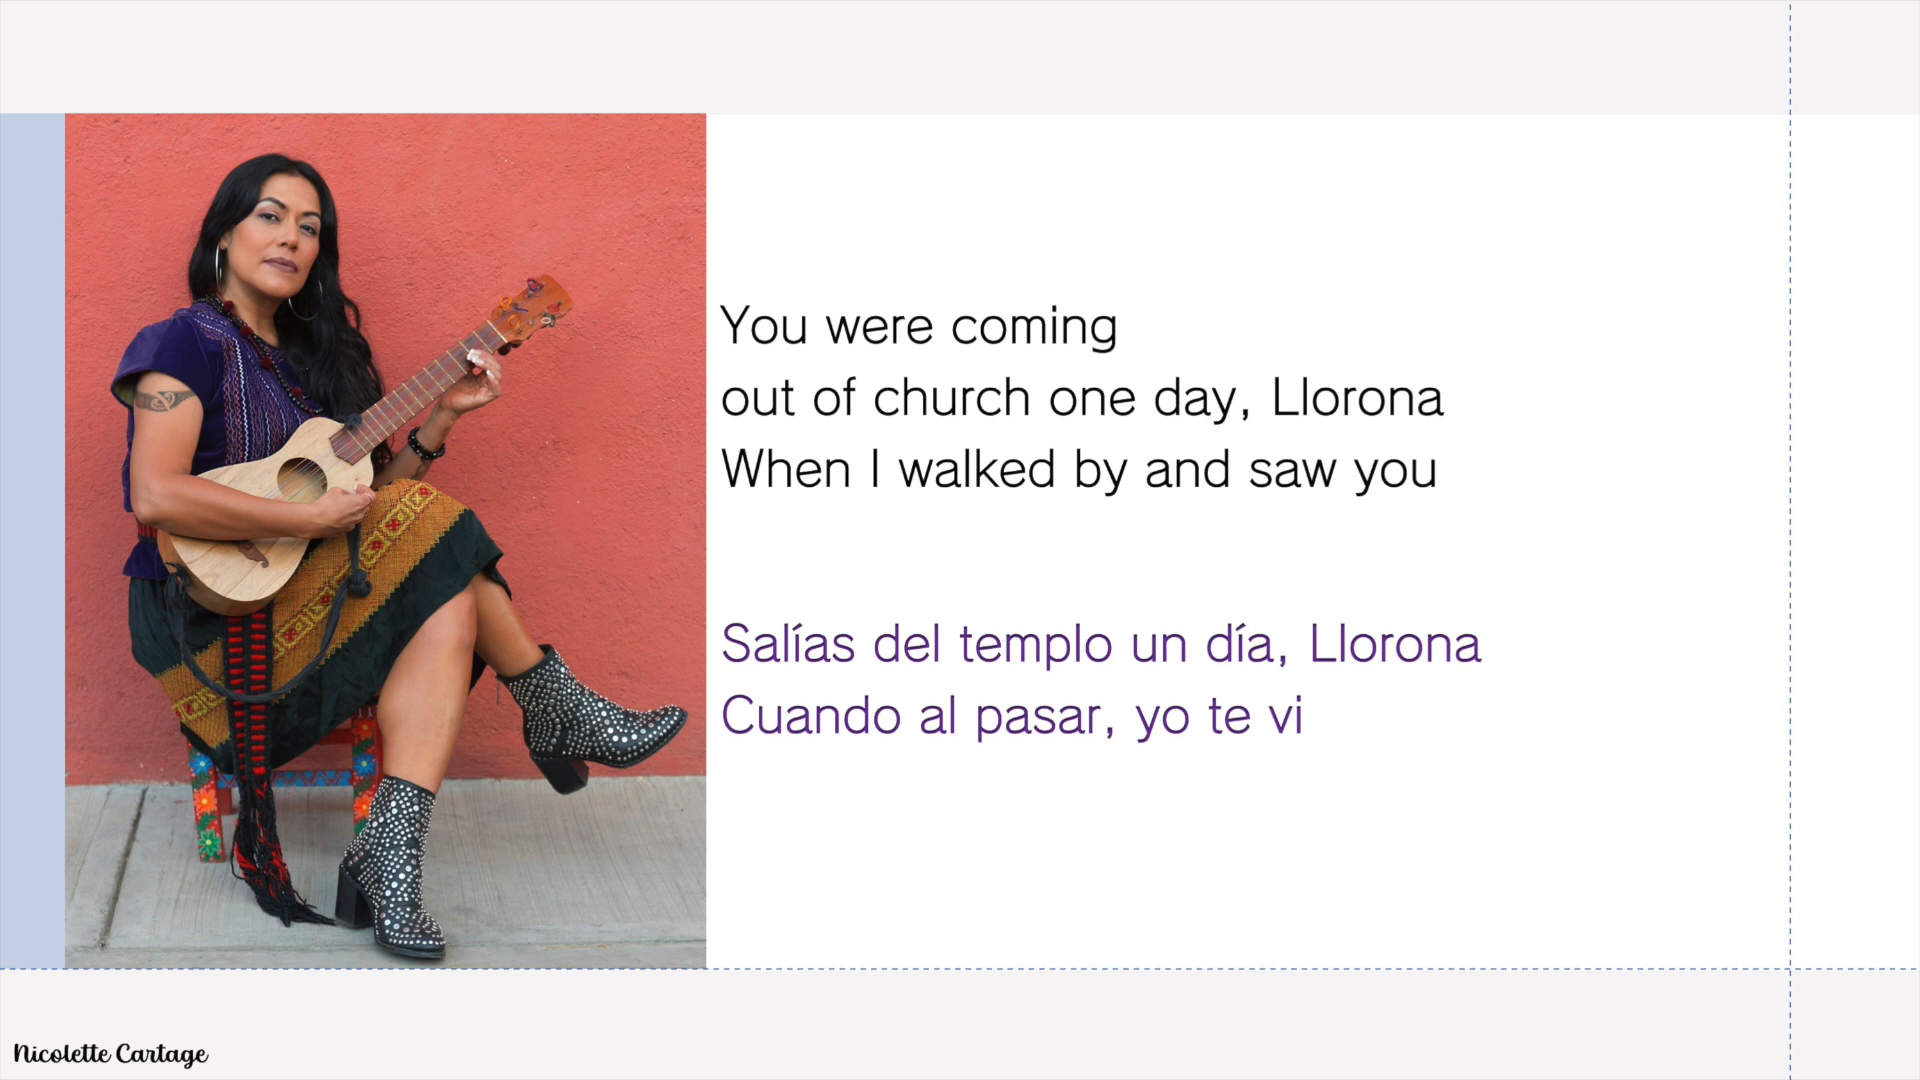 You were coming
out of church one day, Llorona
When I walked by and saw you
Salías del templo un día, Llorona
Cuando al pasar, yo te vi
Nicolette Cartage